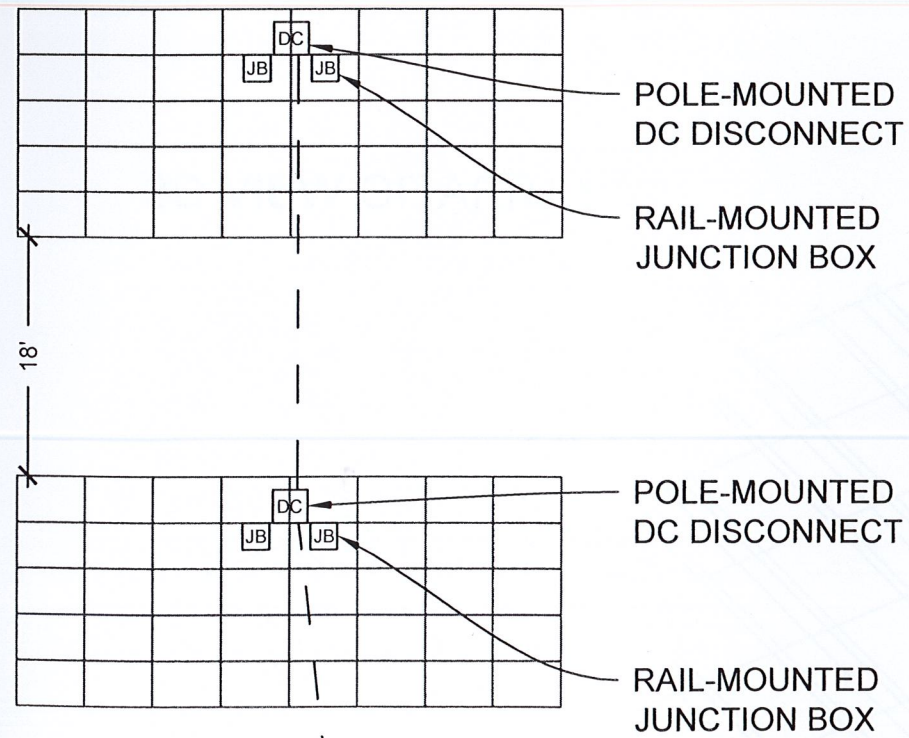 DC
JB JB
POLE-MOUNTED
DC DISCONNECT
RAIL-MOUNTED
JUNCTION BOX
18'
DC
JB JB
POLE-MOUNTED
DC DISCONNECT
RAIL-MOUNTED
JUNCTION BOX